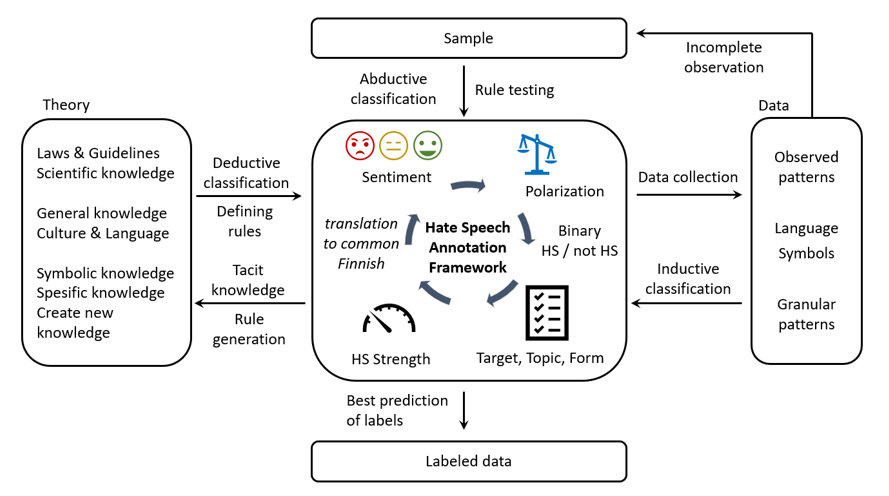 Sample
Incomplete
observation
Abductive
classification
Rule testing
Theory
Data
Laws & Guidelines
Scientific knowledge
General knowledge
Culture & Language
Symbolic knowledge
Spesific knowledge
Create new
knowledge
Deductive
classification
Defining
rules
Tacit
knowledge
Rule
generation
Sentiment
Polarization
translation
to common
Finnish
Hate Speech
Annotation
Framework
Binary
HS / not HS
HS Strength
Target, Topic, Form
Data collection
Inductive
classification
Observed
patterns
Language
Symbols
Granular
patterns
Best prediction
of labels
Labeled data